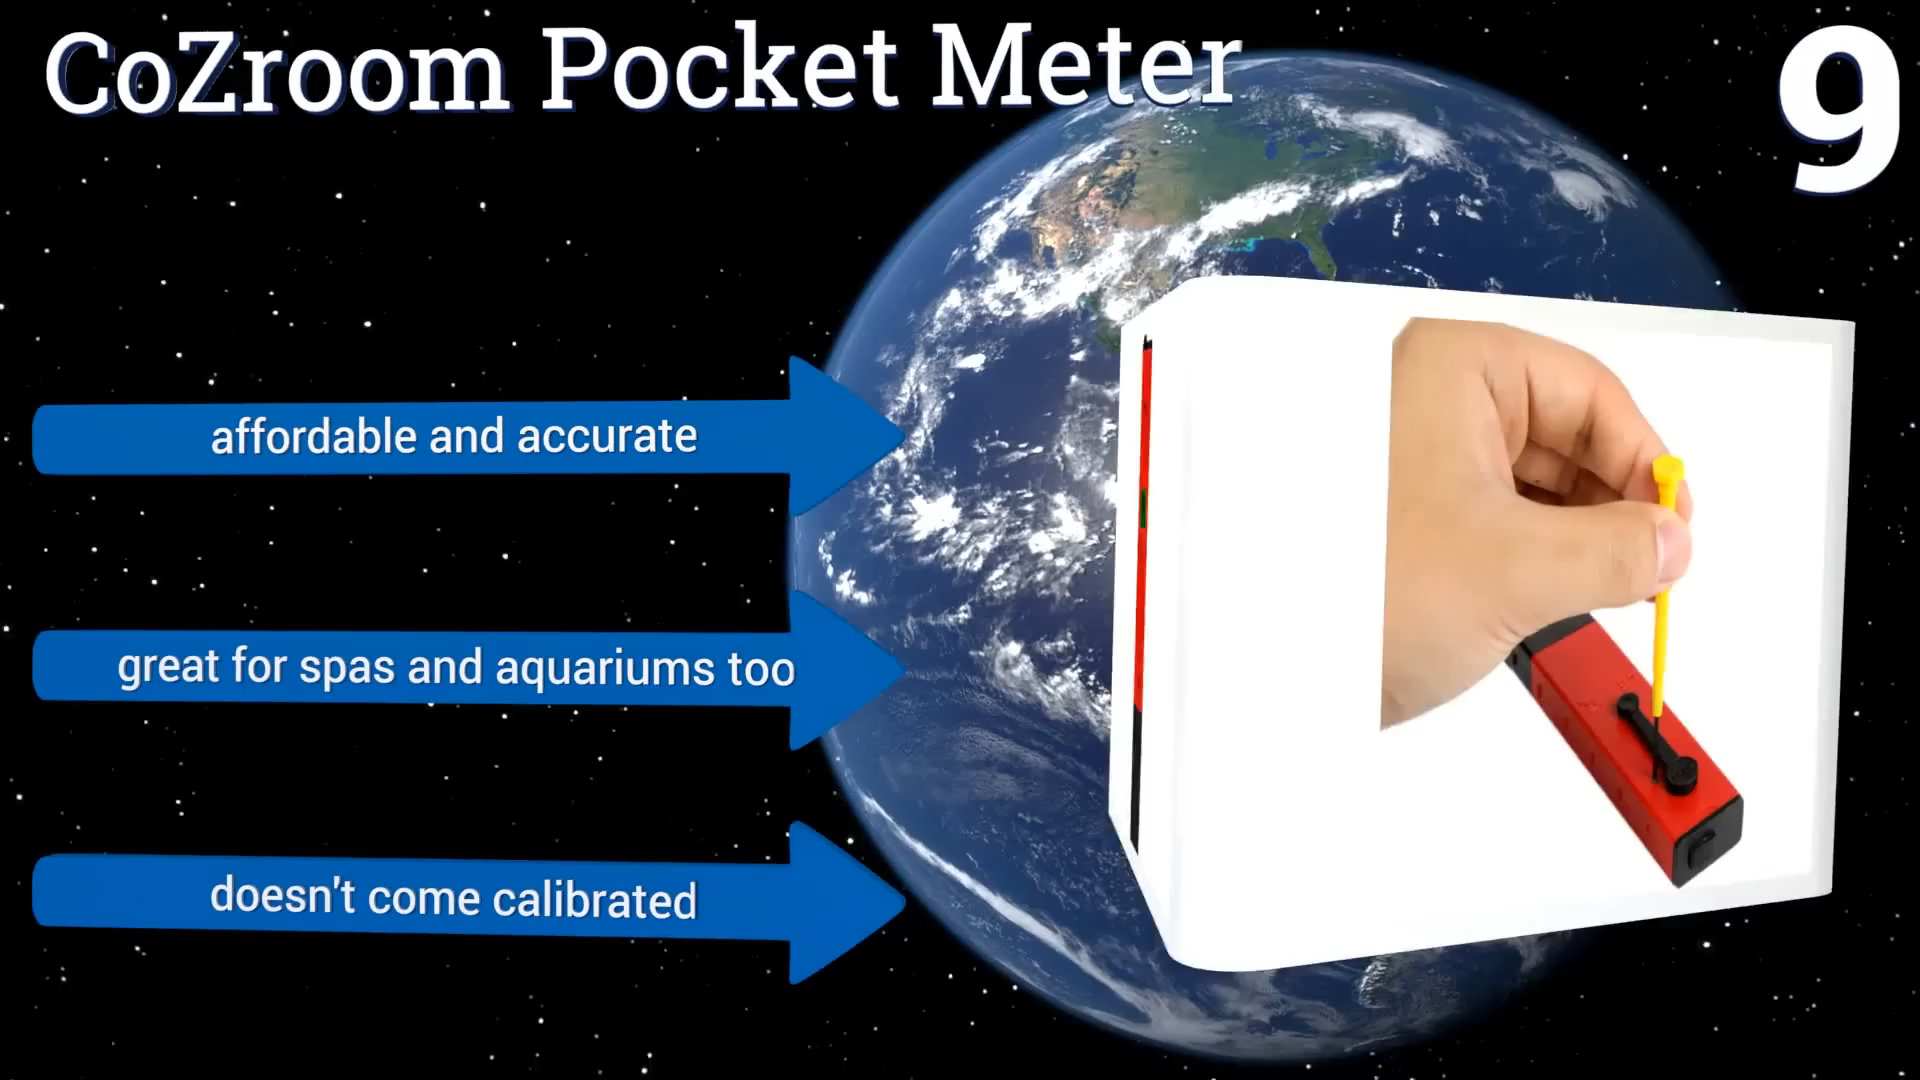 CoZroom Pocket Meter
9
affordable and accurate
great for spas and aquariums too
doesn't come calibrated